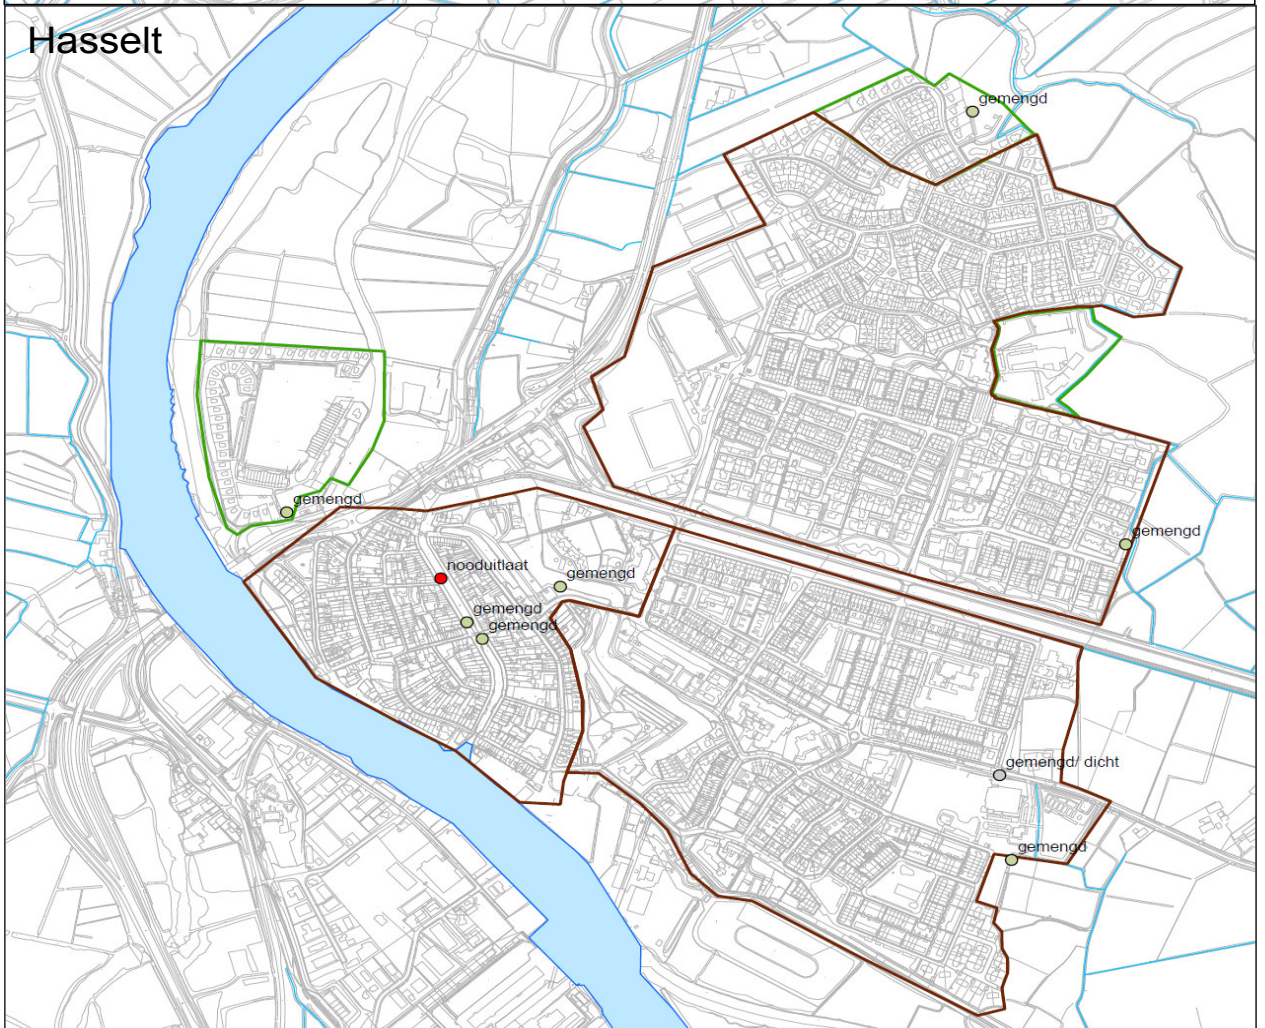 Hasselt
gemengd
gemengd
gemengd
nooduitlaat
gemengd
gemengd
gemengd
gemengd/ dicht
gemengd